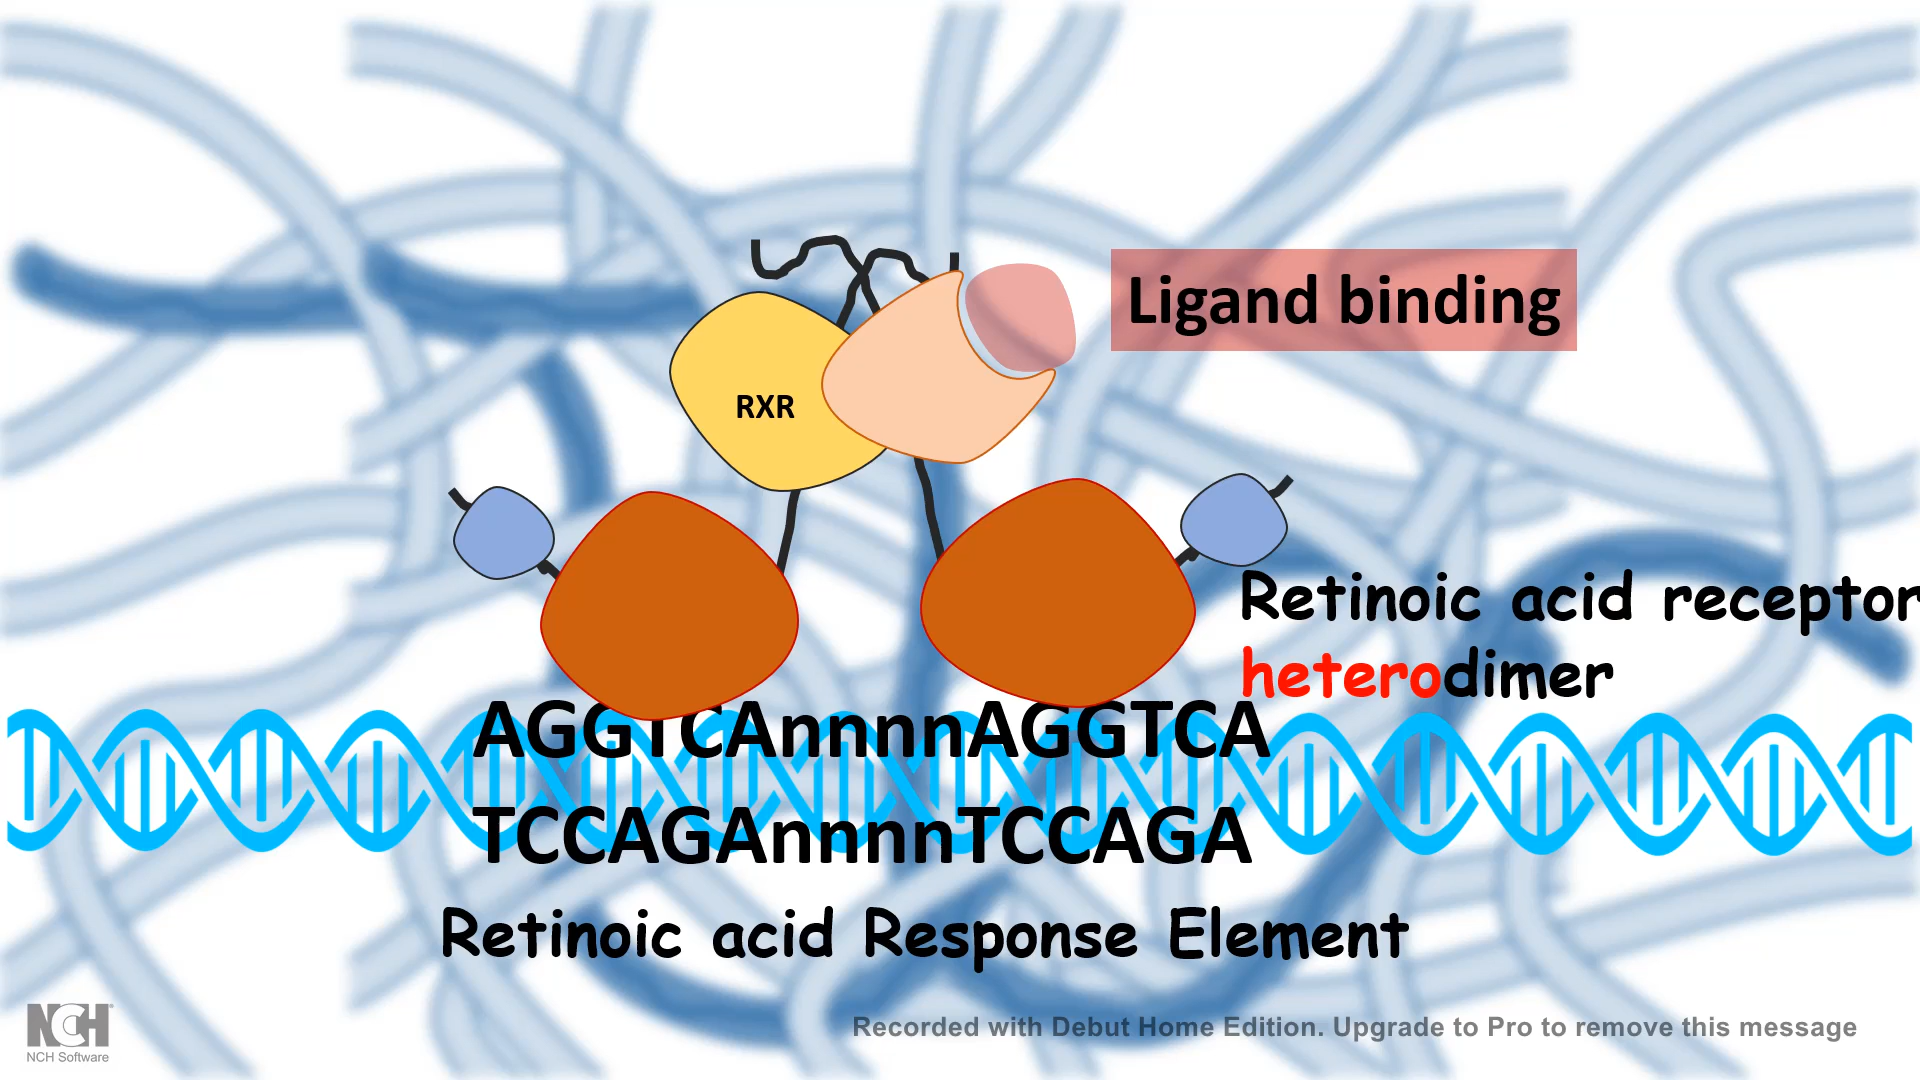 Ligand binding
RXR
Retinoic acid receptor
heterodimer
AGGTCAnnnnAGGTCA
TCCAGAnnnnTCCAGA
Retinoic acid Response Element
NCH
NCH Software
Recorded with Debut Home Edition. Upgrade to Pro to remove this message